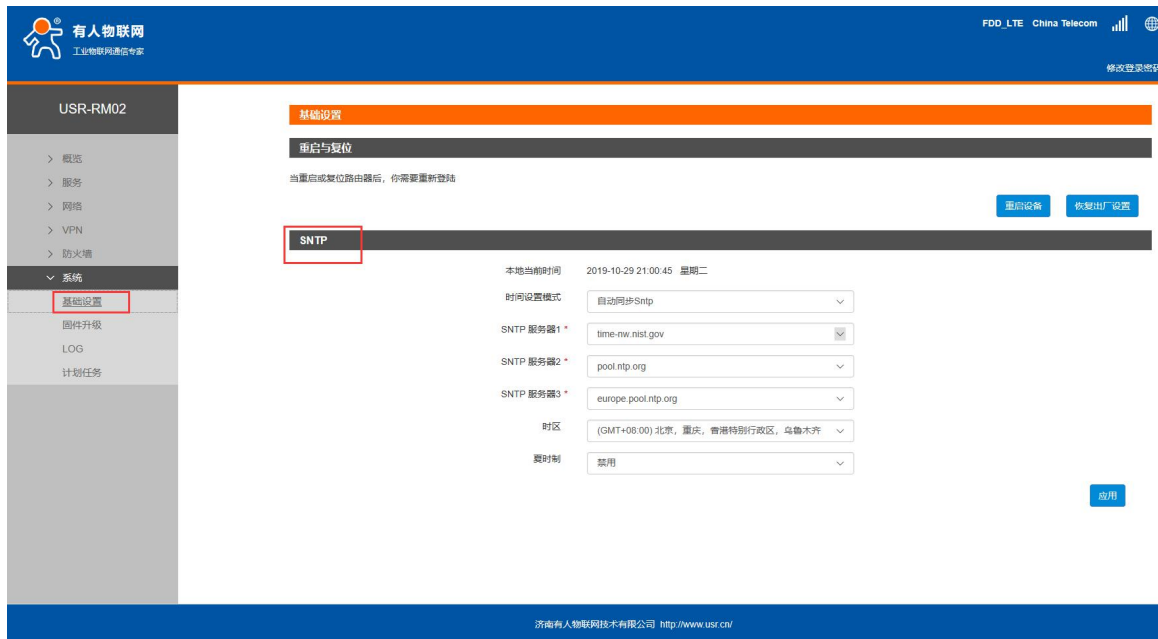 有人物联网
®
工业物联网通信专家
FDD_LTE China Telecom
修改登录密码
USR-RM02
概览
服务
网络
VPN
防火墙
系统
基础设置
固件升级
LOG
计划任务
基础设置
重启与复位
当重启或复位路由器后，你需要重新登陆
重启设备 恢复出厂设置
SNTP
本地当前时间 2019-10-29 21:00:45 星期二
时间设置模式 自动同步Sntp
SNTP 服务器1 * time-nw.nist.gov
SNTP 服务器2 * pool.ntp.org
SNTP 服务器3 * europe.pool.ntp.org
时区 (GMT+08:00) 北京，重庆，香港特别行政区，乌鲁木齐
夏时制 禁用
应用
济南有人物联网技术有限公司 http://www.usr.cn/